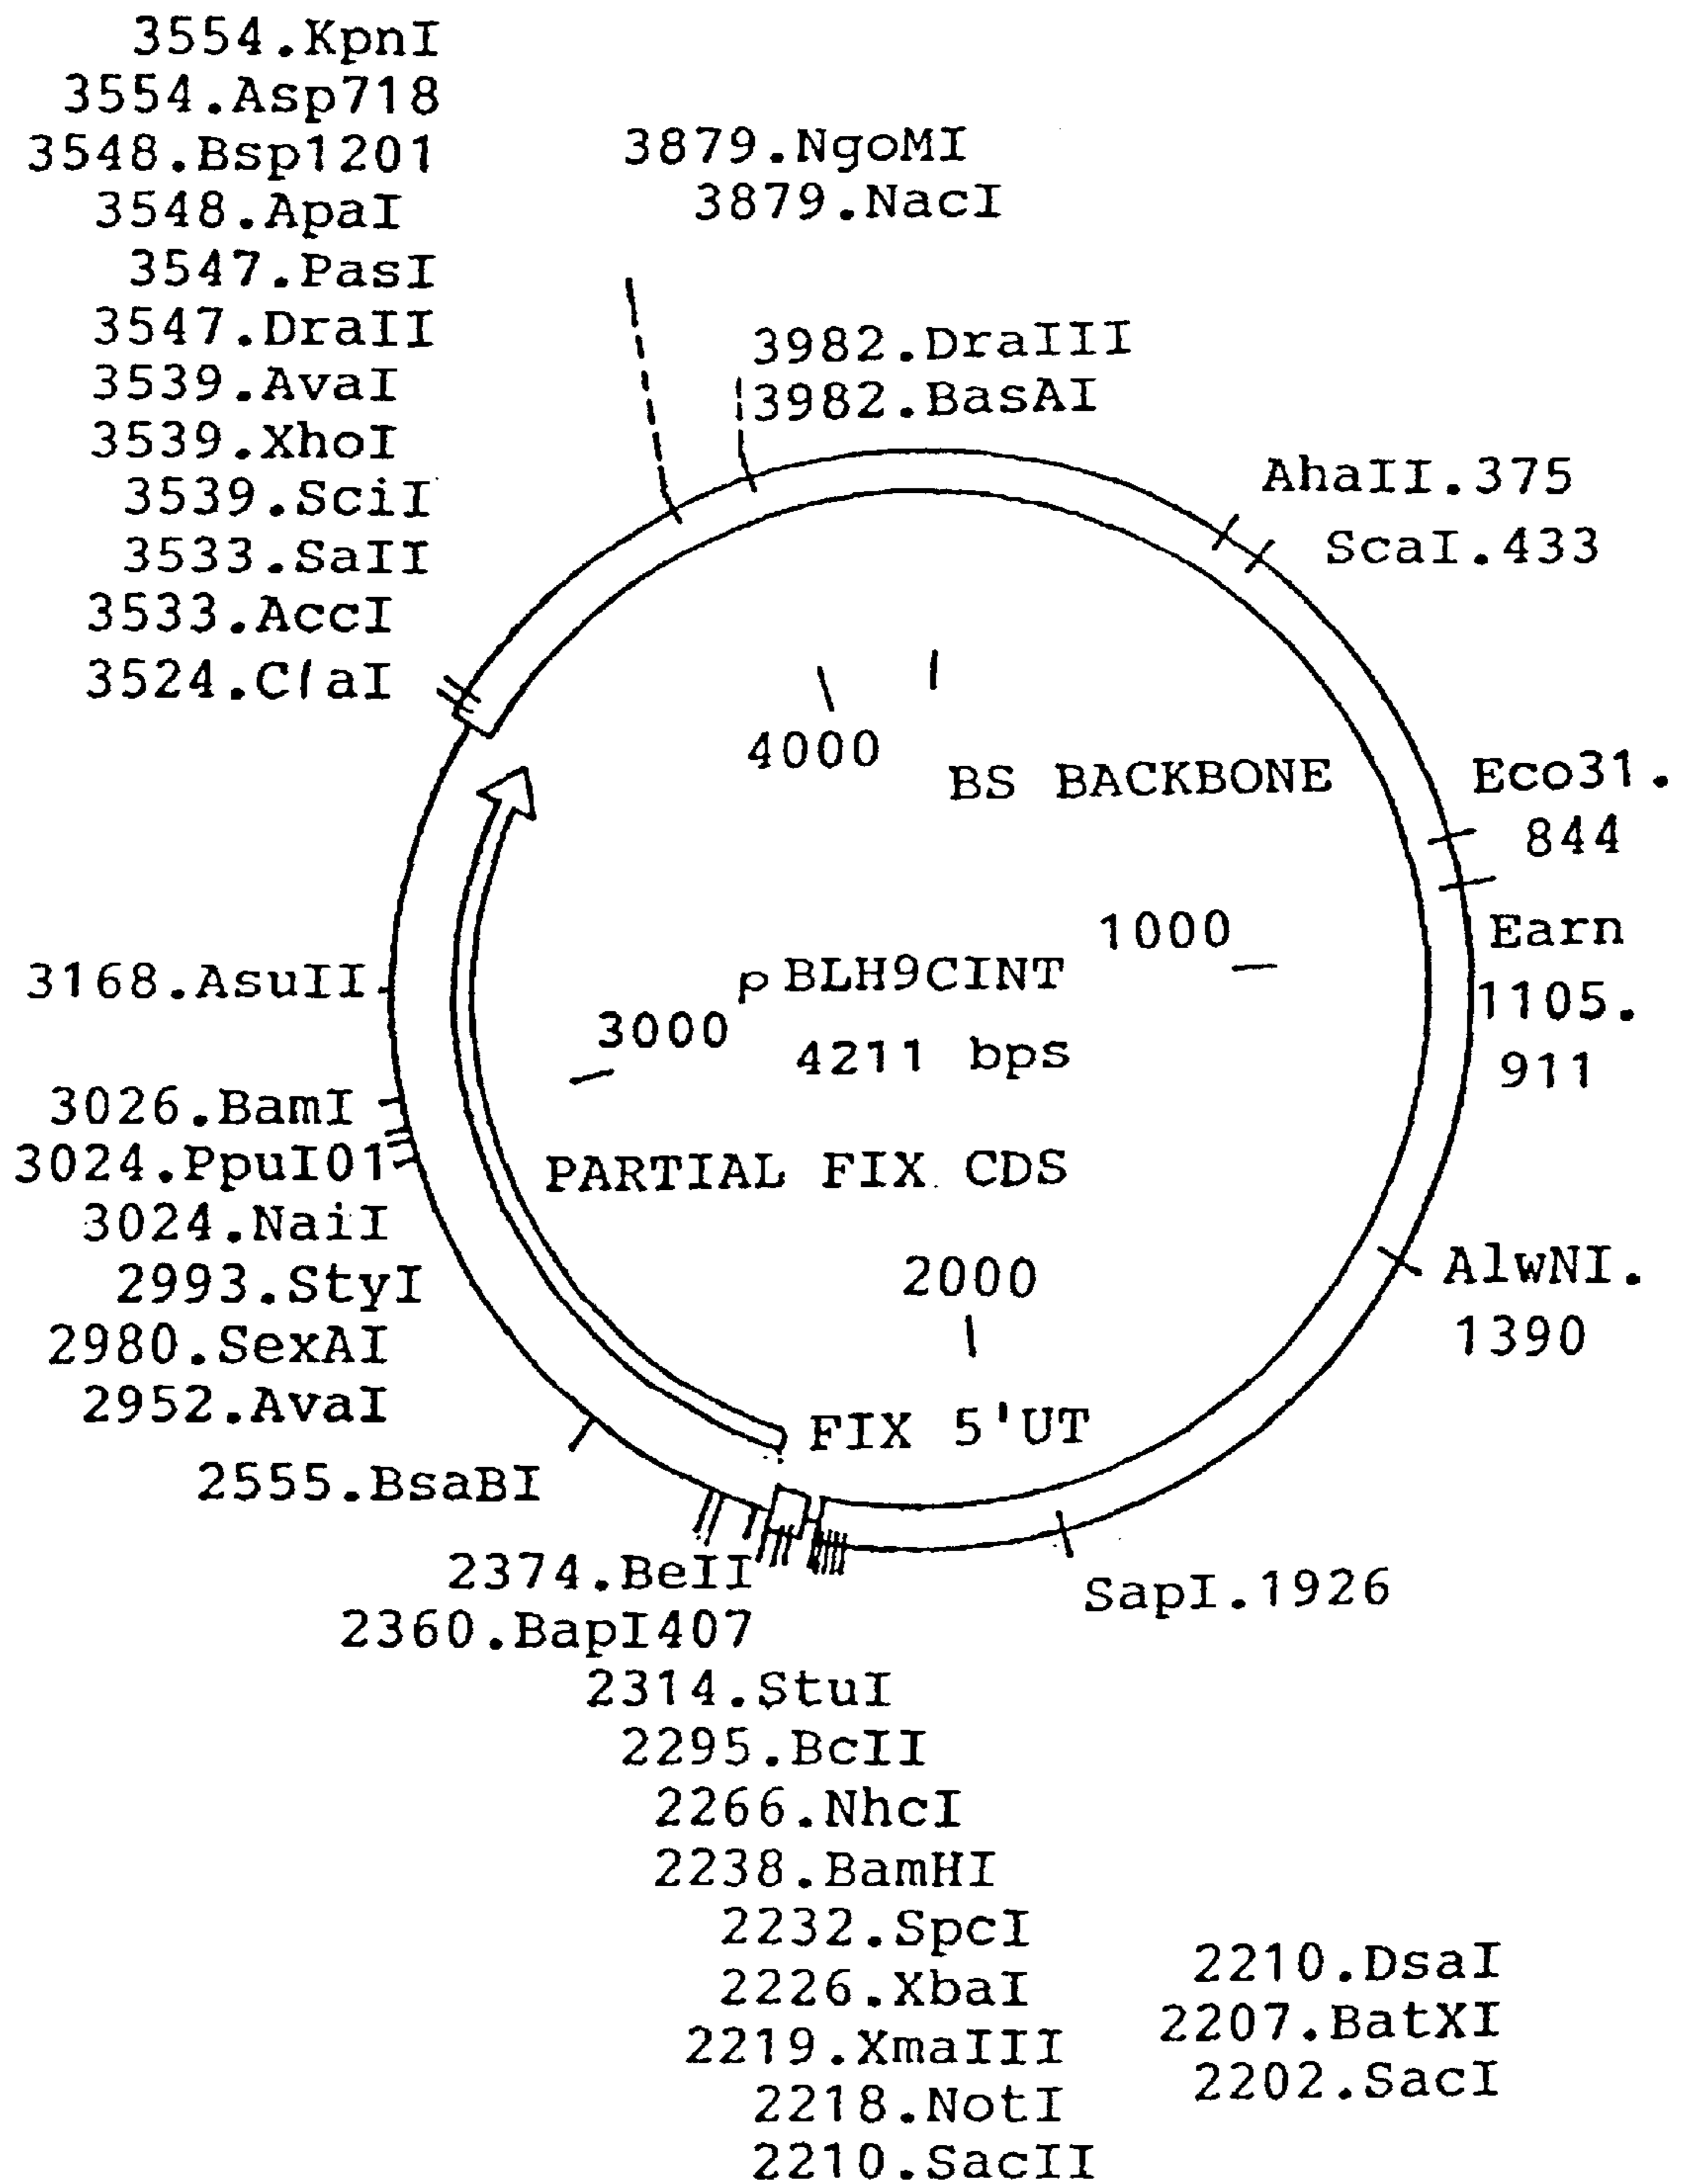 3554.KpnI
3554.Asp718
3548.Bsp1201
3548.ApaI
3547.PasI
3547.DraII
3539.AvaI
3539.XhoI
3539.SciI
3533.SaII
3533.AccI
3524.ClaI
3879.NgoMI
3879.NacI
3982.DraIII
3982.BasAI
AhaII.375
ScaI.433
Eco31.
844
Earn
1105.
911
AlwNI.
1390
SapI.1926
4000
BS BACKBONE
1000
pBLH9CINT
3000
4211 bps
PARTIAL FIX CDS
2000
FIX 5'UT
3168.AsuII.
3026.BamI
3024.PpuI01
3024.NaiI
2993.StyI
2980.SexAI
2952.AvaI
2555.BsaBI
2374.BeII
2360.BapI407
2314.StuI
2295.BcII
2266.NhcI
2238.BamHI
2232.SpcI
2226.XbaI
2219.XmaIII
2218.NotI
2210.SacII
2210.DsaI
2207.BatXI
2202.SacI